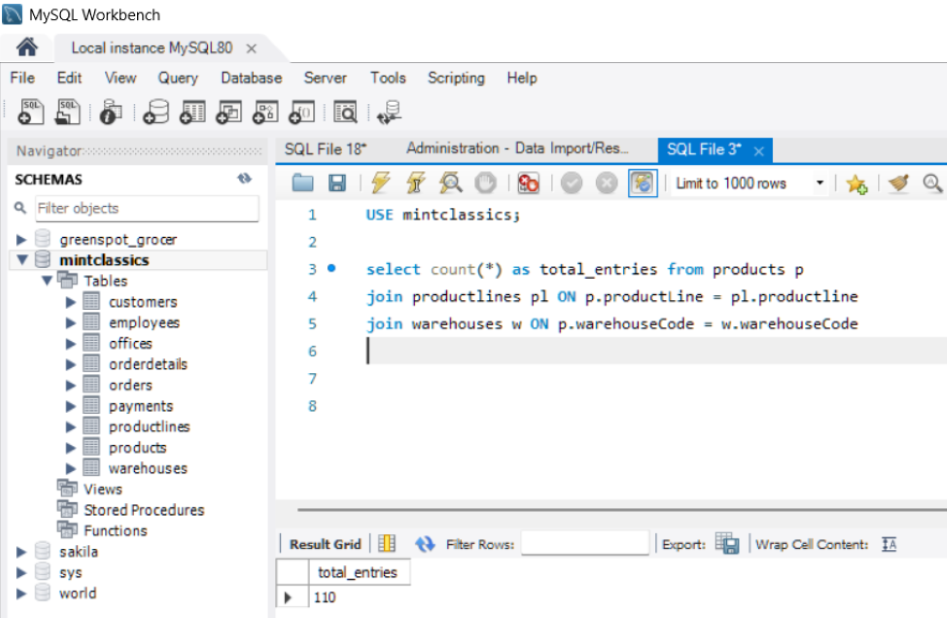 MySQL Workbench
Local instance MySQL80
File Edit View Query Database Server Tools Scripting Help
Navigator
SCHEMAS
Filter objects
greenspot_grocer
mintclassics
Tables
customers
employees
offices
orderdetails
orders
payments
productlines
products
warehouses
Views
Stored Procedures
Functions
sakila
sys
world
SQL File 18* Administration - Data Import/Res... SQL File 3*
Limit to 1000 rows
1 USE mintclassics;
2
3 select count(*) as total_entries from products p
4 join productlines pl ON p.productLine = pl.productline
5 join warehouses w ON p.warehouseCode = w.warehouseCode
6
7
8
Result Grid Filter Rows: Export: Wrap Cell Content:
total_entries
110